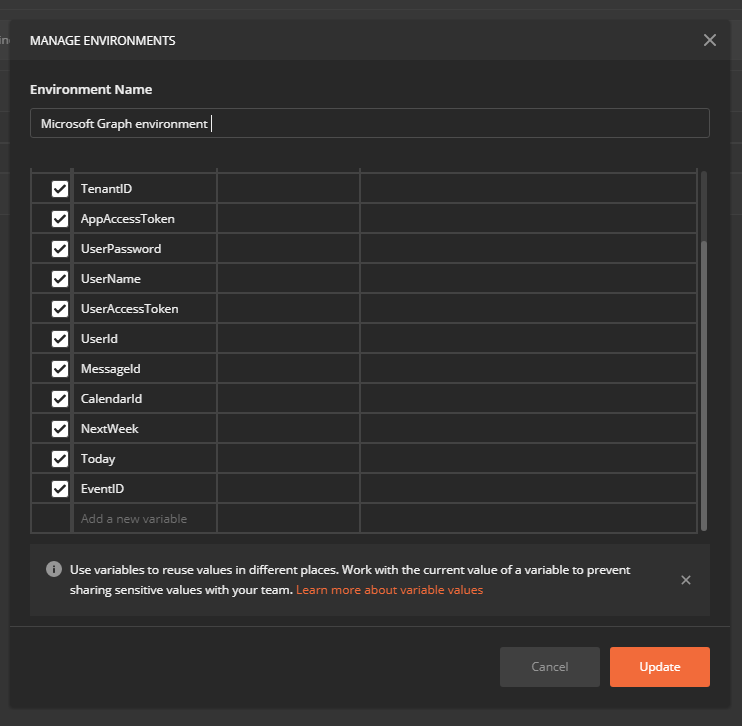 MANAGE ENVIRONMENTS
Environment Name
Microsoft Graph environment
TenantID
AppAccessToken
UserPassword
UserName
UserAccessToken
UserId
MessageId
CalendarId
NextWeek
Today
EventID
Add a new variable
Use variables to reuse values in different places. Work with the current value of a variable to prevent
sharing sensitive values with your team. Learn more about variable values
Cancel
Update